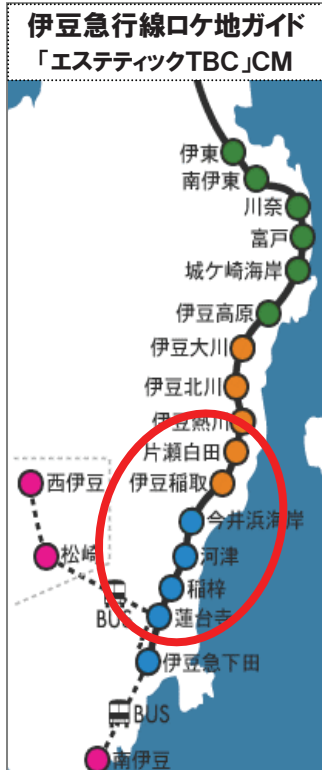 伊豆急行線ロケ地ガイド
「エステティックTBC」CM
伊東
南伊東
川奈
富戸
城ケ崎海岸
伊豆高原
伊豆大川
伊豆北川
伊豆熱川
片瀬白田
西伊豆
伊豆稲取
今井浜海岸
松崎
河津
稲梓
BUS
蓮台寺
伊豆急下田
BUS
南伊豆